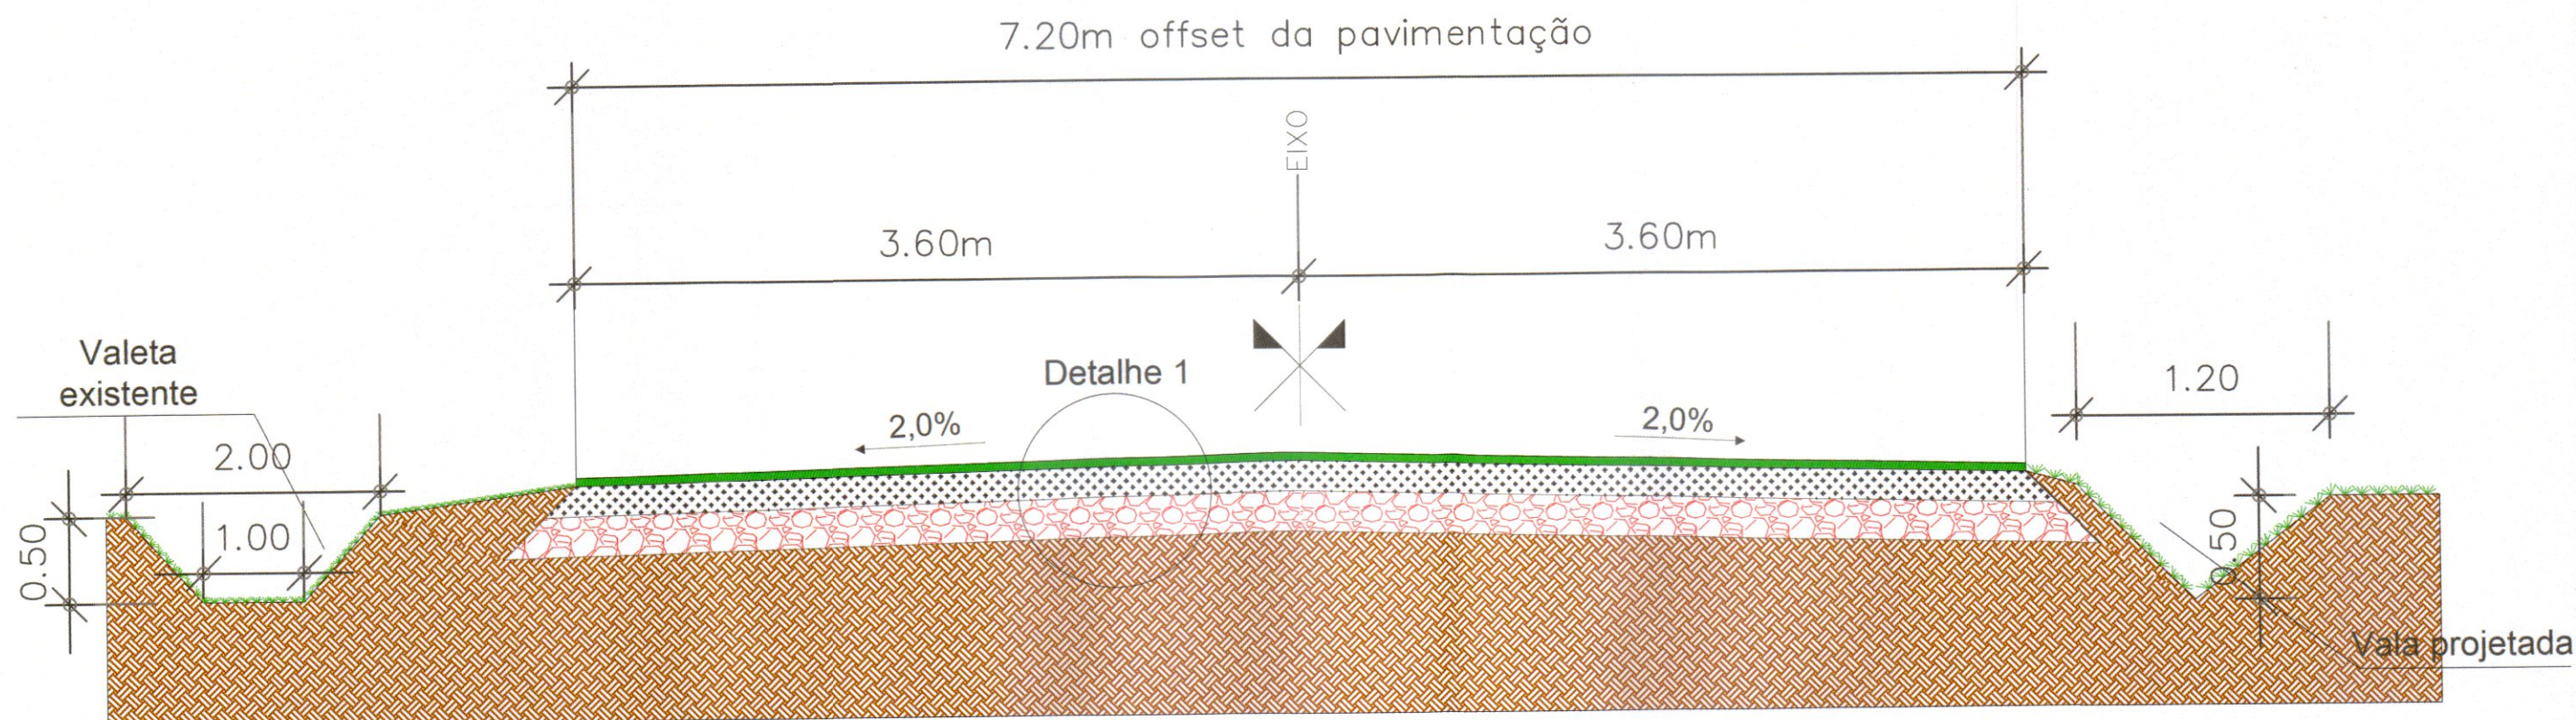 7.20m offset da pavimentação
EIXO
3.60m
3.60m
Valeta
existente
Detalhe 1
1.20
2,0%
2,0%
2.00
1.00
0.50
0.50
Vala projetada